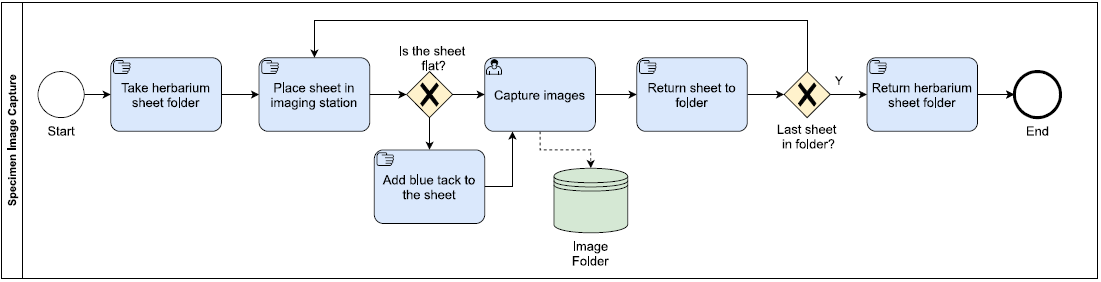 Specimen Image Capture
Start
Take herbarium
sheet folder
Place sheet in
imaging station
Is the sheet
flat?
Add blue tack to
the sheet
Capture images
Image
Folder
Return sheet to
folder
Last sheet
in folder?
Y
Return herbarium
sheet folder
End